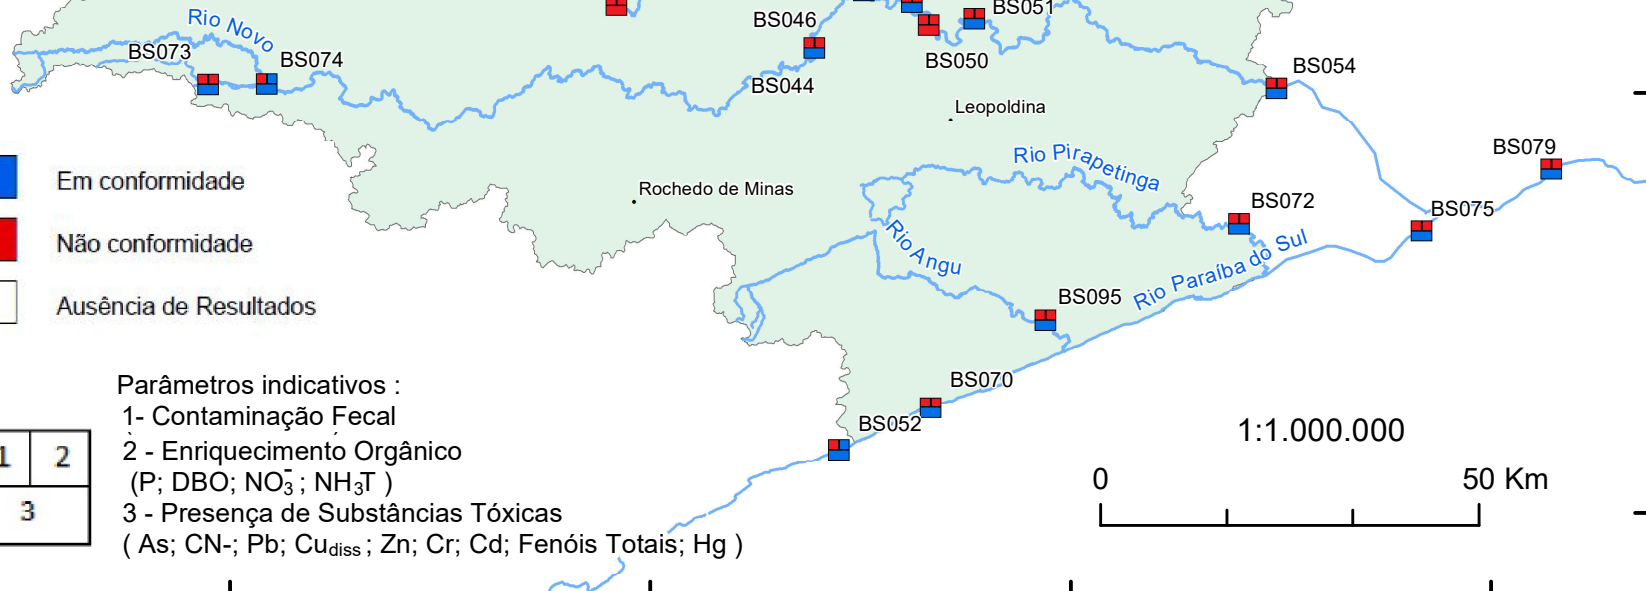 Rio Novo
BS046
BS051
BS073
BS074
BS050
BS044
BS054
Leopoldina
BS079
Rio Pirapetinga
Em conformidade
Rochedo de Minas
BS072
BS075
Não conformidade
Rio Angu
Rio Paraíba do Sul
Ausência de Resultados
BS095
Parâmetros indicativos :
BS070
1- Contaminação Fecal
BS052
1:1.000.000
1 2
2 - Enriquecimento Orgânico
(P; DBO; NO₃⁻ ; NH₃T )
0 50 Km
3
3 - Presença de Substâncias Tóxicas
( As; CN-; Pb; Cudiss ; Zn; Cr; Cd; Fenóis Totais; Hg )